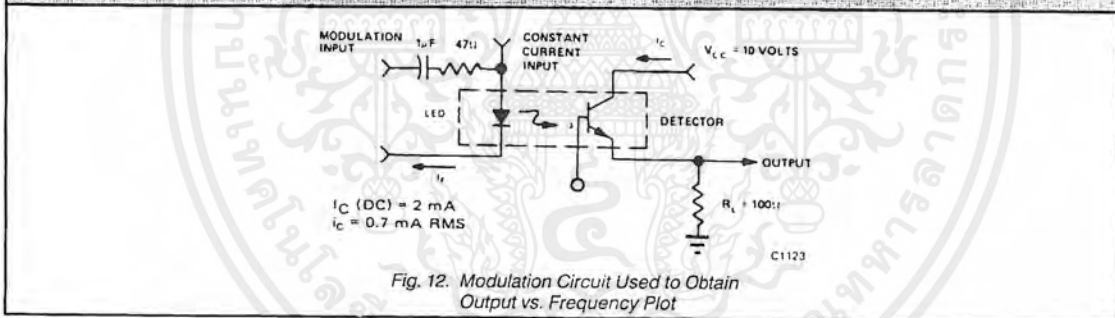 MODULATION
INPUT
1µF
47Ω
CONSTANT
CURRENT
INPUT
IC
VCC = 10 VOLTS
LED
DETECTOR
OUTPUT
If
IC (DC) = 2 mA
ic = 0.7 mA RMS
RL = 100Ω
C1123
Fig. 12. Modulation Circuit Used to Obtain
Output vs. Frequency Plot